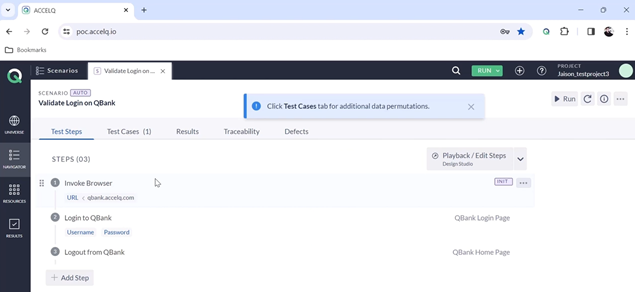 ACCELQ
poc.accelq.io
Bookmarks
Scenarios
S
Validate Login on ...
RUN
PROJECT
Jaison_testproject3
SCENARIO AUTO
Validate Login on QBank
Click Test Cases tab for additional data permutations.
Run
Test Steps
Test Cases (1)
Results
Traceability
Defects
UNIVERSE
NAVIGATOR
RESOURCES
RESULTS
STEPS (03)
Playback / Edit Steps
Design Studio
1 Invoke Browser
INIT
URL : qbank.accelq.com
2 Login to QBank
QBank Login Page
Username Password
3 Logout from QBank
QBank Home Page
+ Add Step